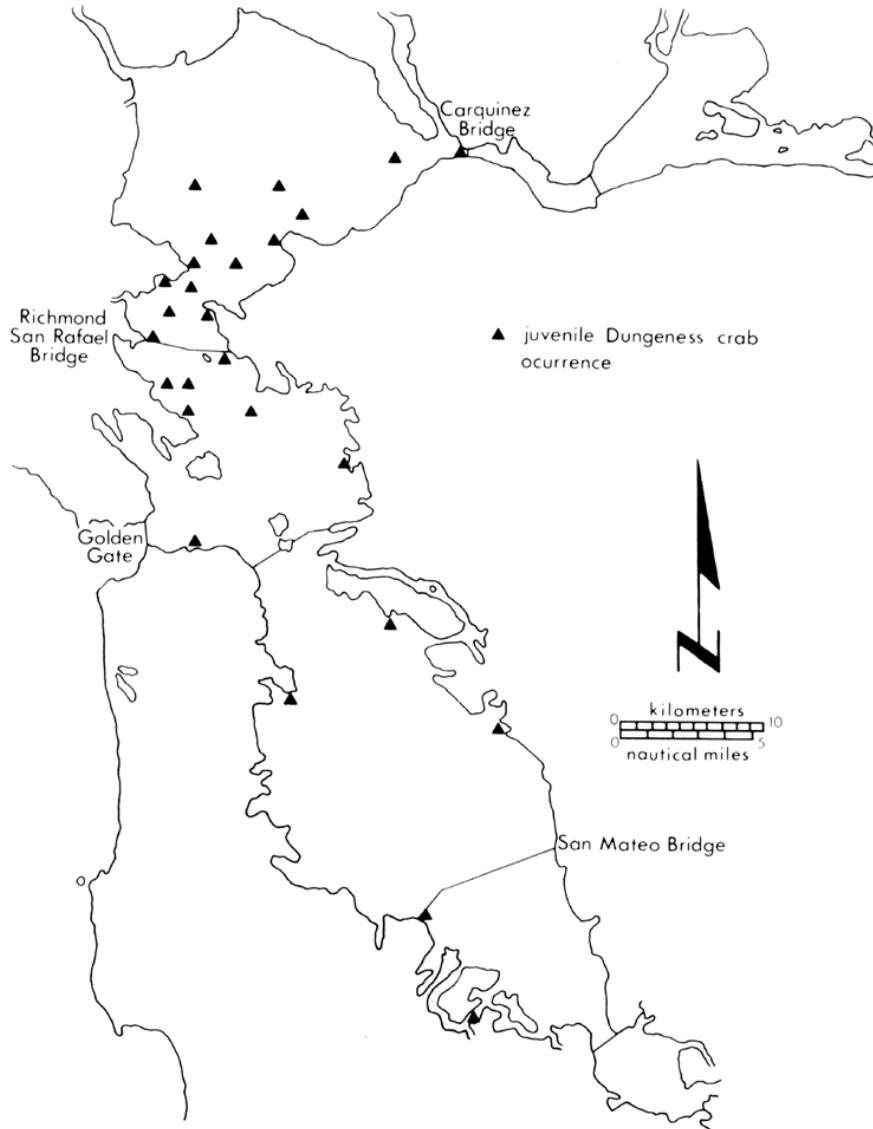 Carquinez
Bridge
Richmond
San Rafael
Bridge
juvenile Dungeness crab
ocurrence
Golden
Gate
kilometers
0 10
0 5
nautical miles
San Mateo Bridge